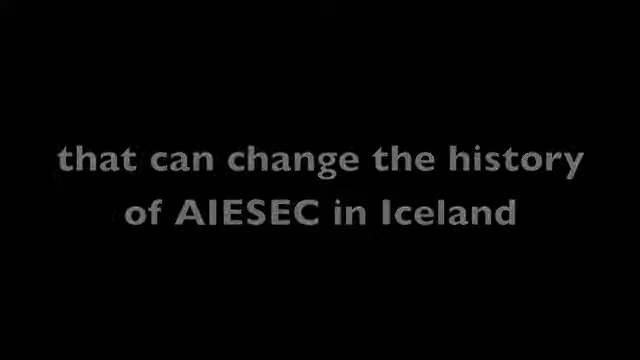 that can change the history
of AIESEC in Iceland